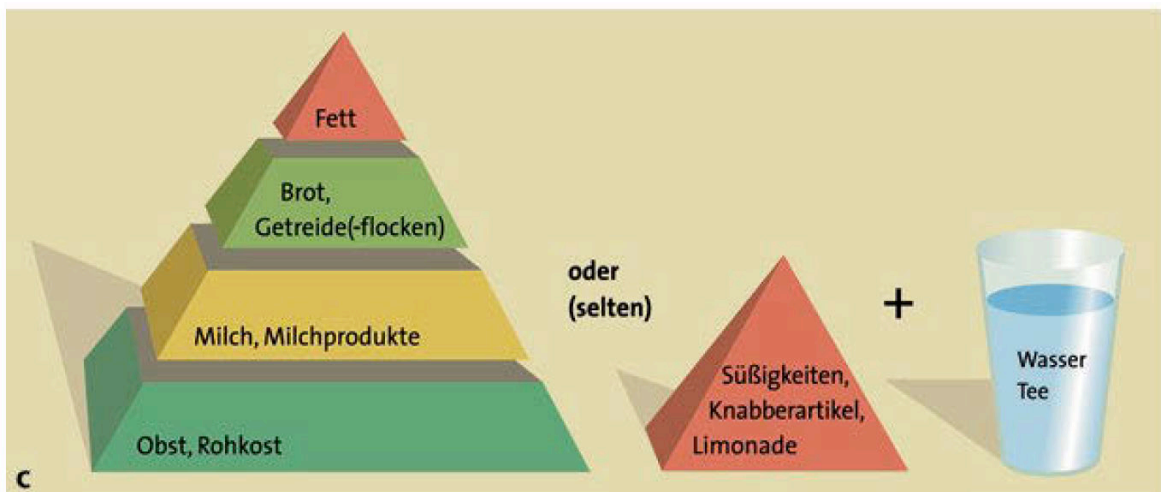 Fett
Brot,
Getreide(-flocken)
Milch, Milchprodukte
Obst, Rohkost
oder
(selten)
Süßigkeiten,
Knabberartikel,
Limonade
+
Wasser
Tee
c